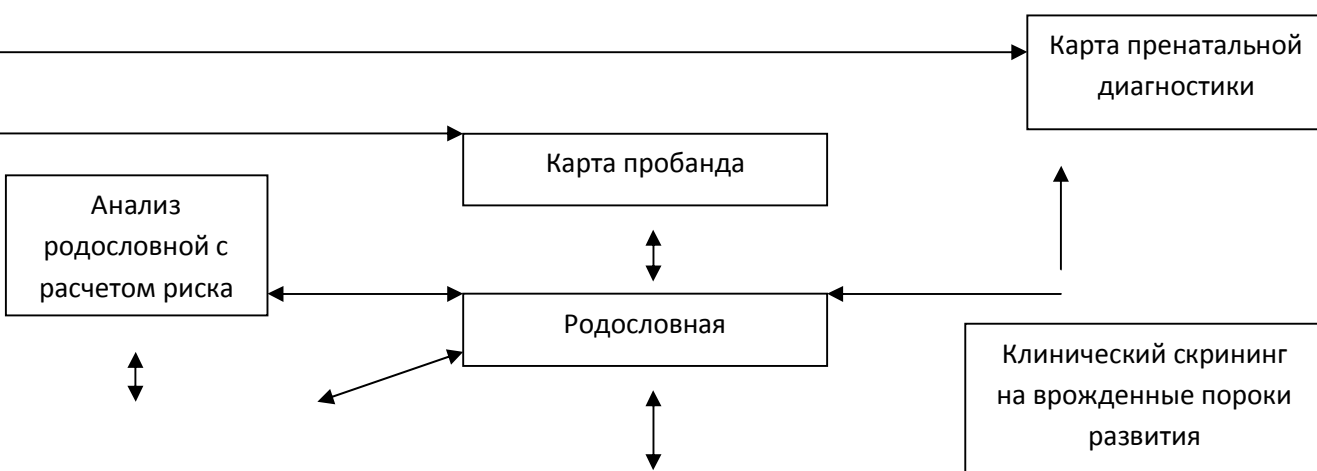 Карта пренатальной
диагностики
Карта пробанда
Анализ
родословной с
расчетом риска
Родословная
Клинический скрининг
на врожденные пороки
развития